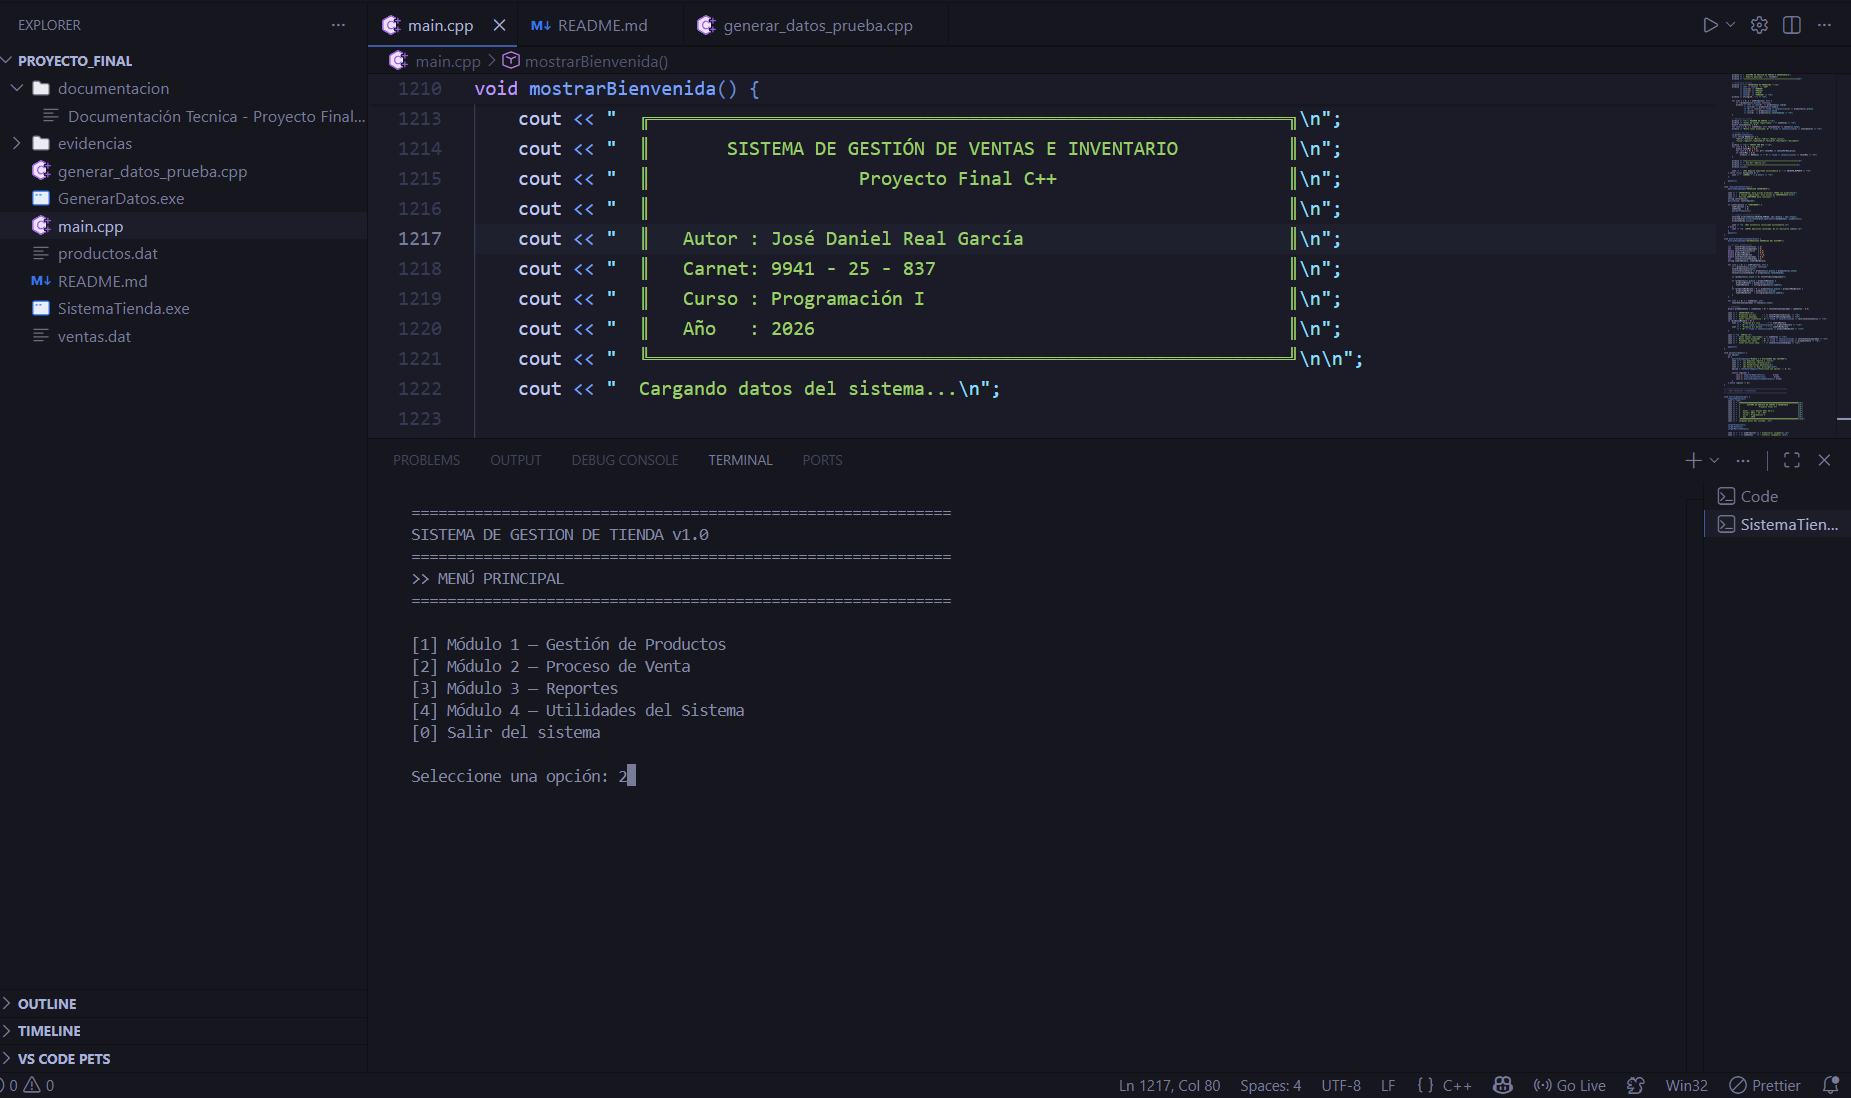 EXPLORER
PROYECTO_FINAL
documentacion
Documentación Tecnica - Proyecto Final...
evidencias
generar_datos_prueba.cpp
GenerarDatos.exe
main.cpp
productos.dat
README.md
SistemaTienda.exe
ventas.dat
OUTLINE
TIMELINE
VS CODE PETS
main.cpp README.md generar_datos_prueba.cpp
main.cpp > mostrarBienvenida()
1210 void mostrarBienvenida() {
1213 cout << "  ╔═══════════════════════════════════════════════════════════╗\n";
1214 cout << "  ║       SISTEMA DE GESTIÓN DE VENTAS E INVENTARIO          ║\n";
1215 cout << "  ║                   Proyecto Final C++                     ║\n";
1216 cout << "  ║                                                          ║\n";
1217 cout << "  ║   Autor : José Daniel Real García                        ║\n";
1218 cout << "  ║   Carnet: 9941 - 25 - 837                                ║\n";
1219 cout << "  ║   Curso : Programación I                                 ║\n";
1220 cout << "  ║   Año   : 2026                                           ║\n";
1221 cout << "  ╚═══════════════════════════════════════════════════════════╝\n\n";
1222 cout << "  Cargando datos del sistema...\n";
1223
PROBLEMS OUTPUT DEBUG CONSOLE TERMINAL PORTS
============================================================
SISTEMA DE GESTION DE TIENDA v1.0
============================================================
>> MENÚ PRINCIPAL
============================================================
[1] Módulo 1 — Gestión de Productos
[2] Módulo 2 — Proceso de Venta
[3] Módulo 3 — Reportes
[4] Módulo 4 — Utilidades del Sistema
[0] Salir del sistema
Seleccione una opción: 2
Code
SistemaTien...
0 0 Ln 1217, Col 80 Spaces: 4 UTF-8 LF {} C++ Go Live Win32 Prettier